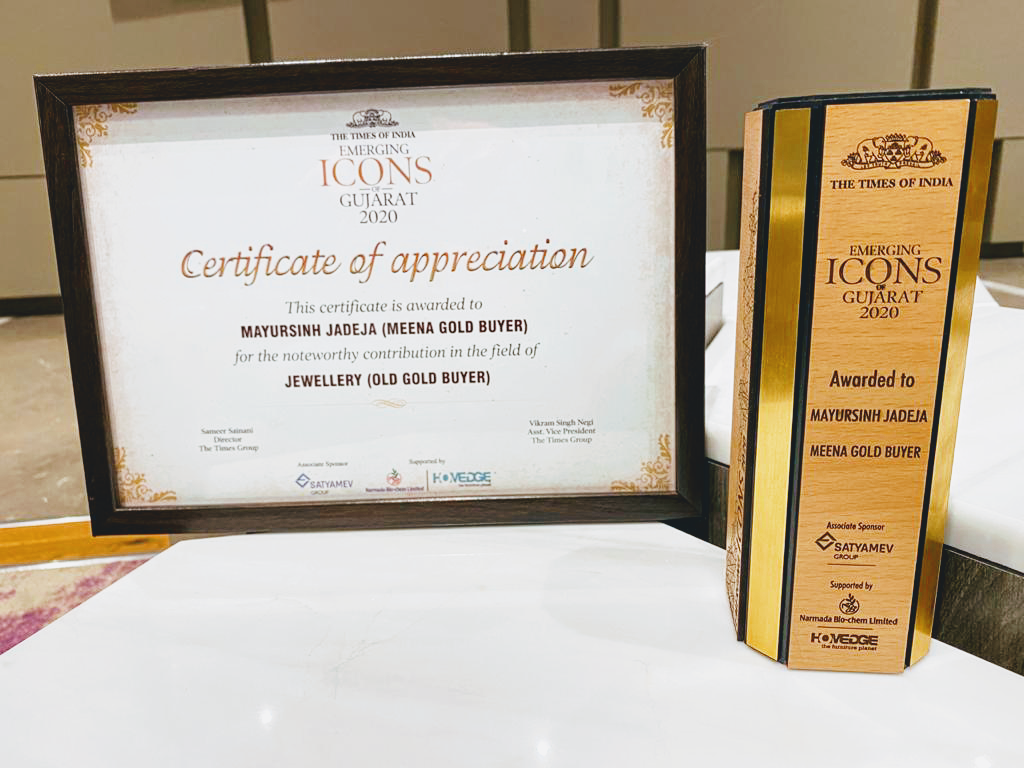 THE TIMES OF INDIA
EMERGING
ICONS
OF
GUJARAT
2020
Certificate of appreciation
This certificate is awarded to
MAYURSINH JADEJA (MEENA GOLD BUYER)
for the noteworthy contribution in the field of
JEWELLERY (OLD GOLD BUYER)
Sameer Sainani
Director
The Times Group
Vikram Singh Negi
Asst. Vice President
The Times Group
Associate Sponsor
SATYAMEV
GROUP
Supported by
Narmada Bio-chem Limited
HOVEDGE
the furniture planet
THE TIMES OF INDIA
EMERGING
ICONS
OF
GUJARAT
2020
Awarded to
MAYURSINH JADEJA
MEENA GOLD BUYER
Associate Sponsor
SATYAMEV
GROUP
Supported by
Narmada Bio-chem Limited
HOVEDGE
the furniture planet